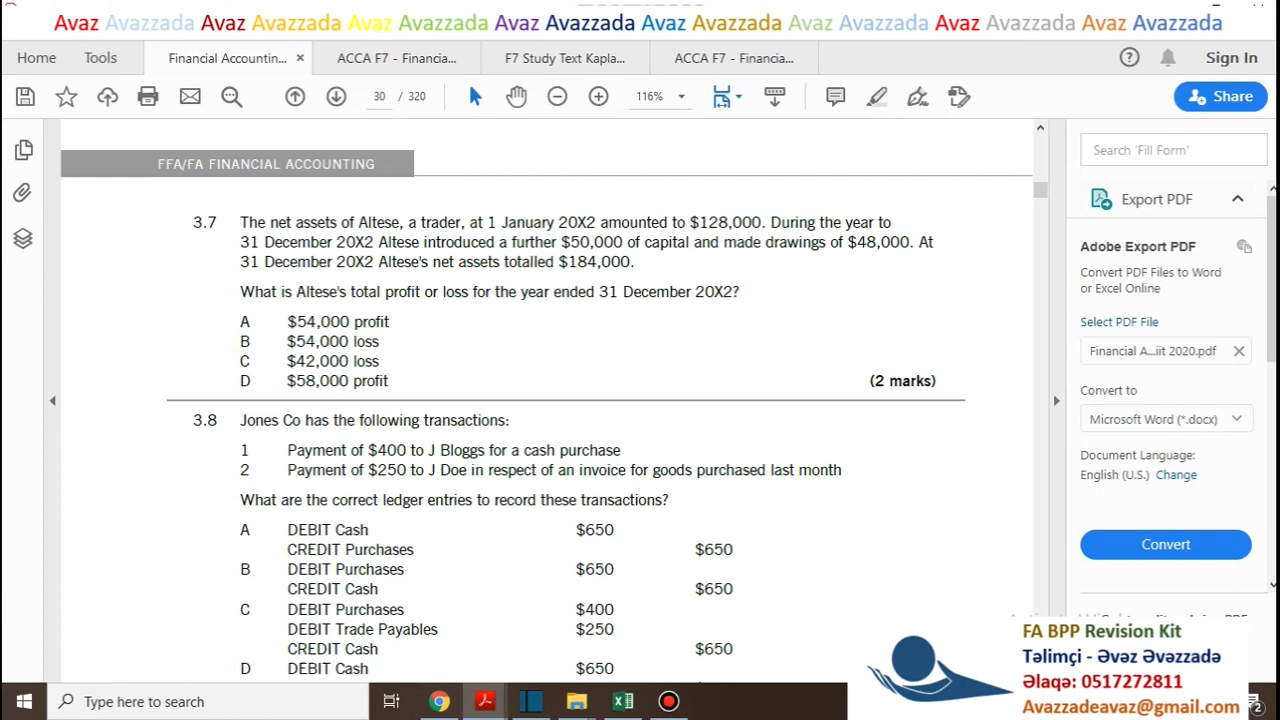 Avaz Avazzada Avaz Avazzada Avaz Avazzada Avaz Avazzada Avaz Avazzada Avaz Avazzada Avaz Avazzada Avaz Avazzada
Home Tools Financial Accountin... × ACCA F7 - Financia... F7 Study Text Kapla... ACCA F7 - Financia... Sign In
30 / 320 116% Share
FFA/FA FINANCIAL ACCOUNTING
3.7 The net assets of Altese, a trader, at 1 January 20X2 amounted to $128,000. During the year to
31 December 20X2 Altese introduced a further $50,000 of capital and made drawings of $48,000. At
31 December 20X2 Altese's net assets totalled $184,000.
What is Altese's total profit or loss for the year ended 31 December 20X2?
A $54,000 profit
B $54,000 loss
C $42,000 loss
D $58,000 profit (2 marks)
3.8 Jones Co has the following transactions:
1 Payment of $400 to J Bloggs for a cash purchase
2 Payment of $250 to J Doe in respect of an invoice for goods purchased last month
What are the correct ledger entries to record these transactions?
A DEBIT Cash $650
CREDIT Purchases $650
B DEBIT Purchases $650
CREDIT Cash $650
C DEBIT Purchases $400
DEBIT Trade Payables $250
CREDIT Cash $650
D DEBIT Cash $650
Search 'Fill Form'
Export PDF
Adobe Export PDF
Convert PDF Files to Word
or Excel Online
Select PDF File
Financial A...iit 2020.pdf
Convert to
Microsoft Word (*.docx)
Document Language:
English (U.S.) Change
Convert
FA BPP Revision Kit
Təlimçi - Əvəz Əvəzzadə
Əlaqə: 0517272811
Avazzadeavaz@gmail.com
Type here to search
2